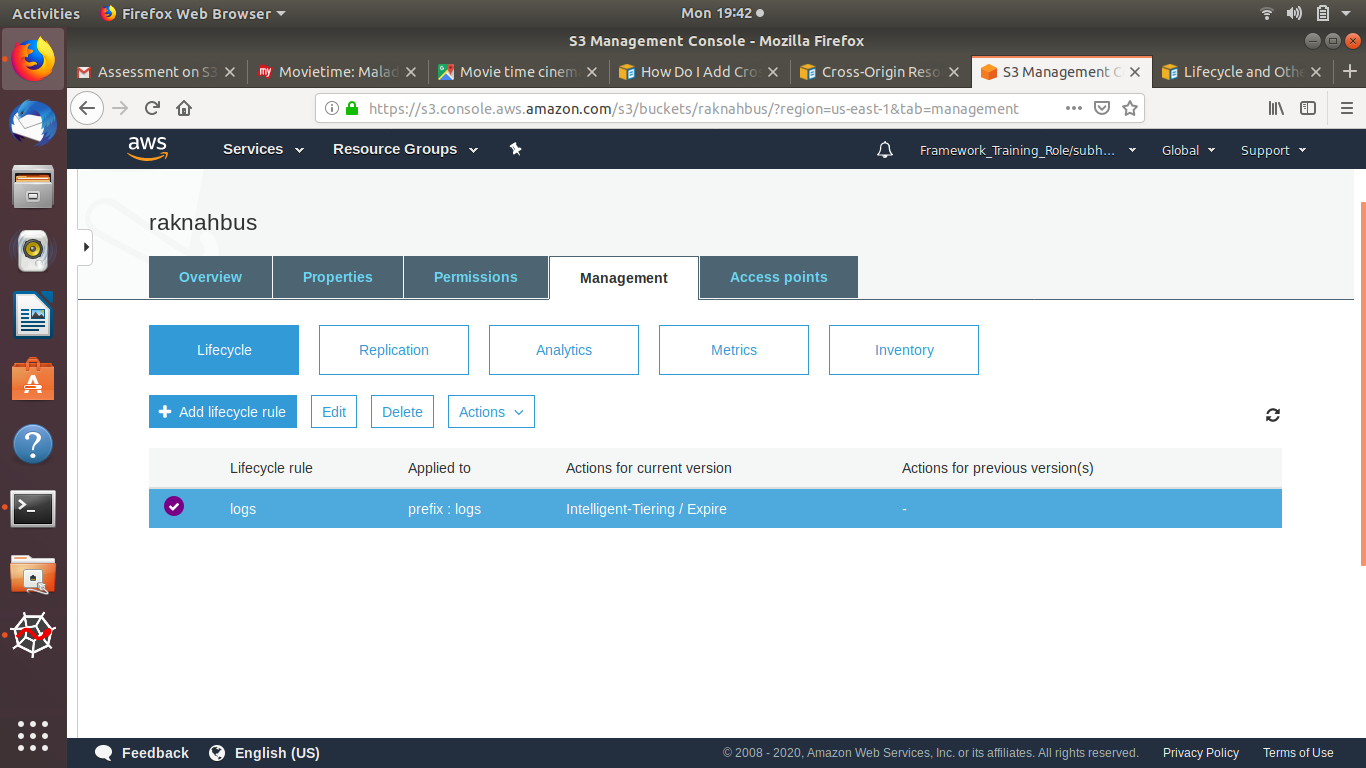 Activities Firefox Web Browser Mon 19:42
S3 Management Console - Mozilla Firefox
Assessment on S3 Movietime: Malad Movie time cinem How Do I Add Cros Cross-Origin Reso S3 Management C Lifecycle and Othe
https://s3.console.aws.amazon.com/s3/buckets/raknahbus/?region=us-east-1&tab=management
aws Services Resource Groups Framework_Training_Role/subh... Global Support
raknahbus
Overview Properties Permissions Management Access points
Lifecycle Replication Analytics Metrics Inventory
Add lifecycle rule Edit Delete Actions
Lifecycle rule Applied to Actions for current version Actions for previous version(s)
logs prefix : logs Intelligent-Tiering / Expire -
Feedback English (US) © 2008 - 2020, Amazon Web Services, Inc. or its affiliates. All rights reserved. Privacy Policy Terms of Use